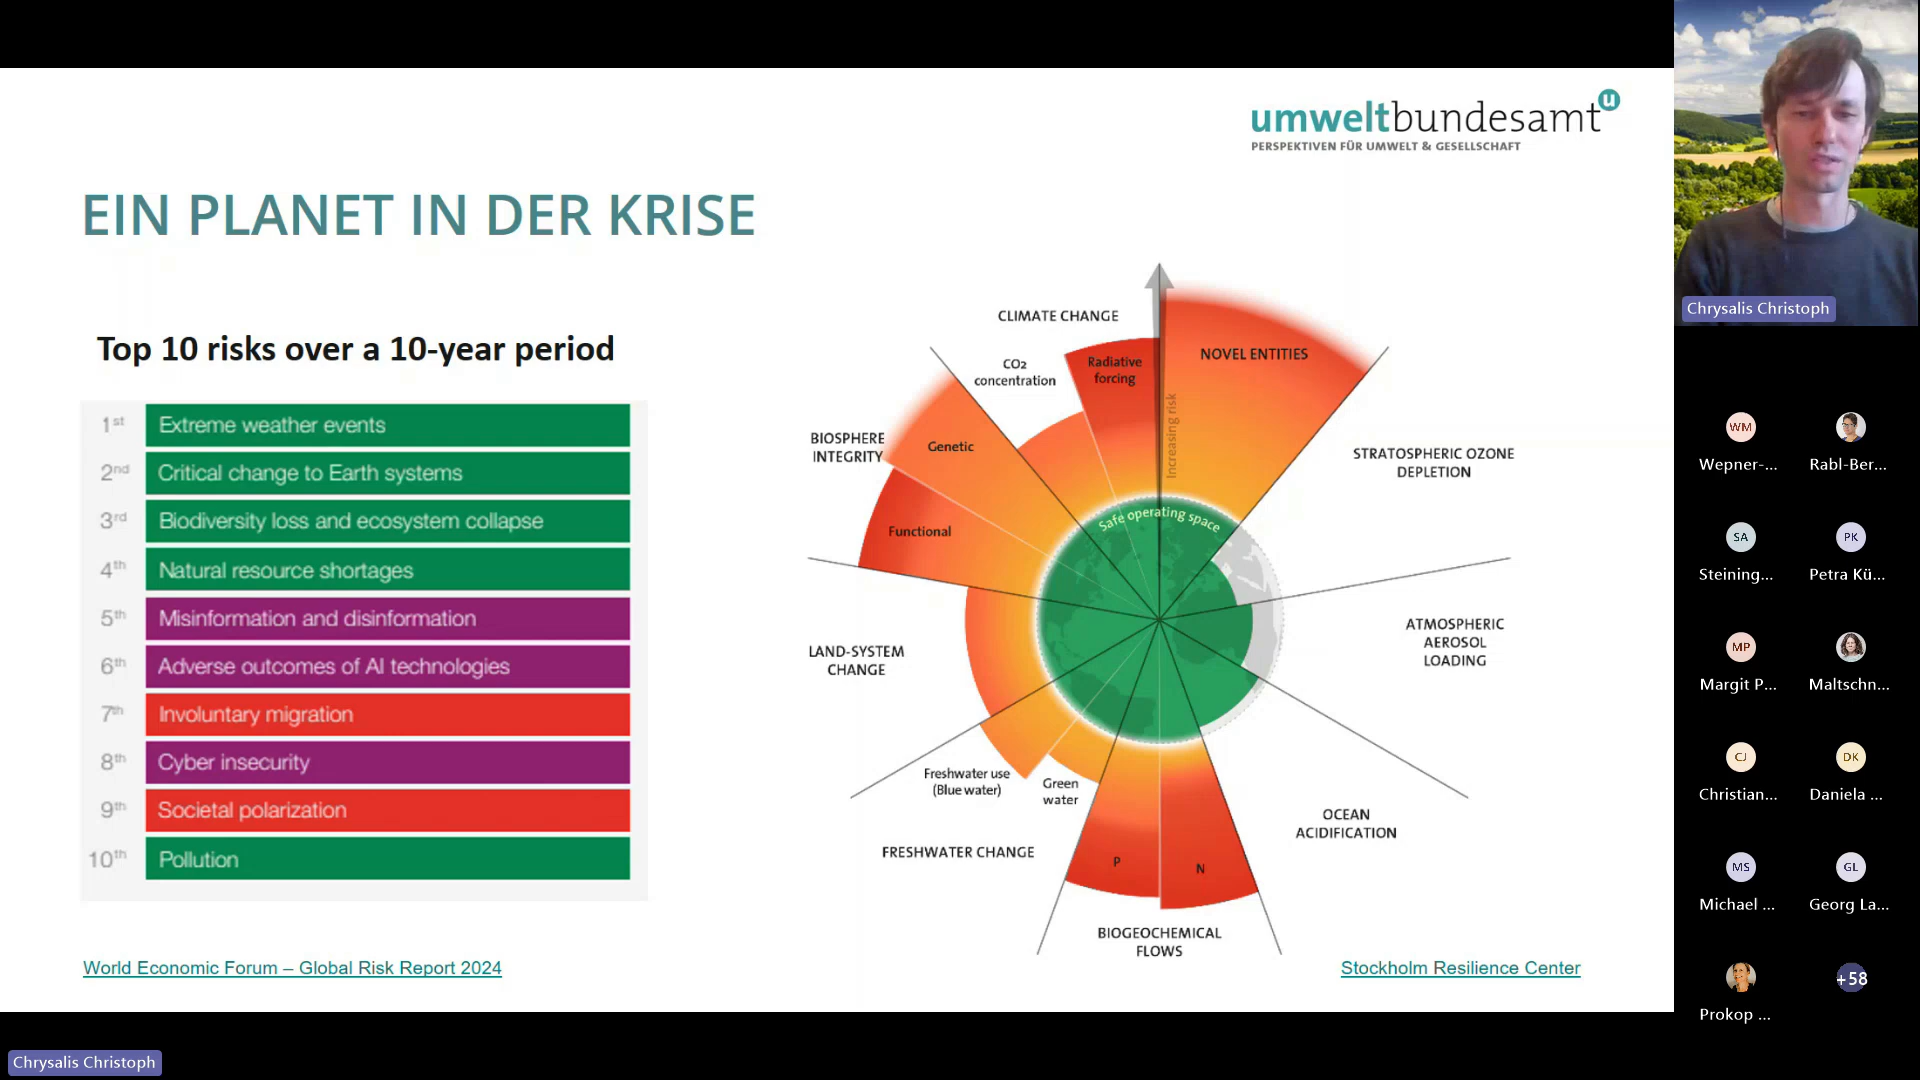 umweltbundesamt u
PERSPEKTIVEN FÜR UMWELT & GESELLSCHAFT
EIN PLANET IN DER KRISE
Top 10 risks over a 10-year period
1st Extreme weather events
2nd Critical change to Earth systems
3rd Biodiversity loss and ecosystem collapse
4th Natural resource shortages
5th Misinformation and disinformation
6th Adverse outcomes of AI technologies
7th Involuntary migration
8th Cyber insecurity
9th Societal polarization
10th Pollution
World Economic Forum – Global Risk Report 2024
CLIMATE CHANGE
CO2
concentration
Radiative
forcing
NOVEL ENTITIES
Increasing risk
BIOSPHERE
INTEGRITY
Genetic
Functional
STRATOSPHERIC OZONE
DEPLETION
Safe operating space
ATMOSPHERIC
AEROSOL
LOADING
LAND-SYSTEM
CHANGE
Freshwater use
(Blue water)
Green
water
FRESHWATER CHANGE
OCEAN
ACIDIFICATION
P
N
BIOGEOCHEMICAL
FLOWS
Stockholm Resilience Center
Chrysalis Christoph
WM
Wepner-...
Rabl-Ber...
SA
Steining...
PK
Petra Kü...
MP
Margit P...
Maltschn...
CJ
Christian...
DK
Daniela ...
MS
Michael ...
GL
Georg La...
Prokop ...
+58
Chrysalis Christoph